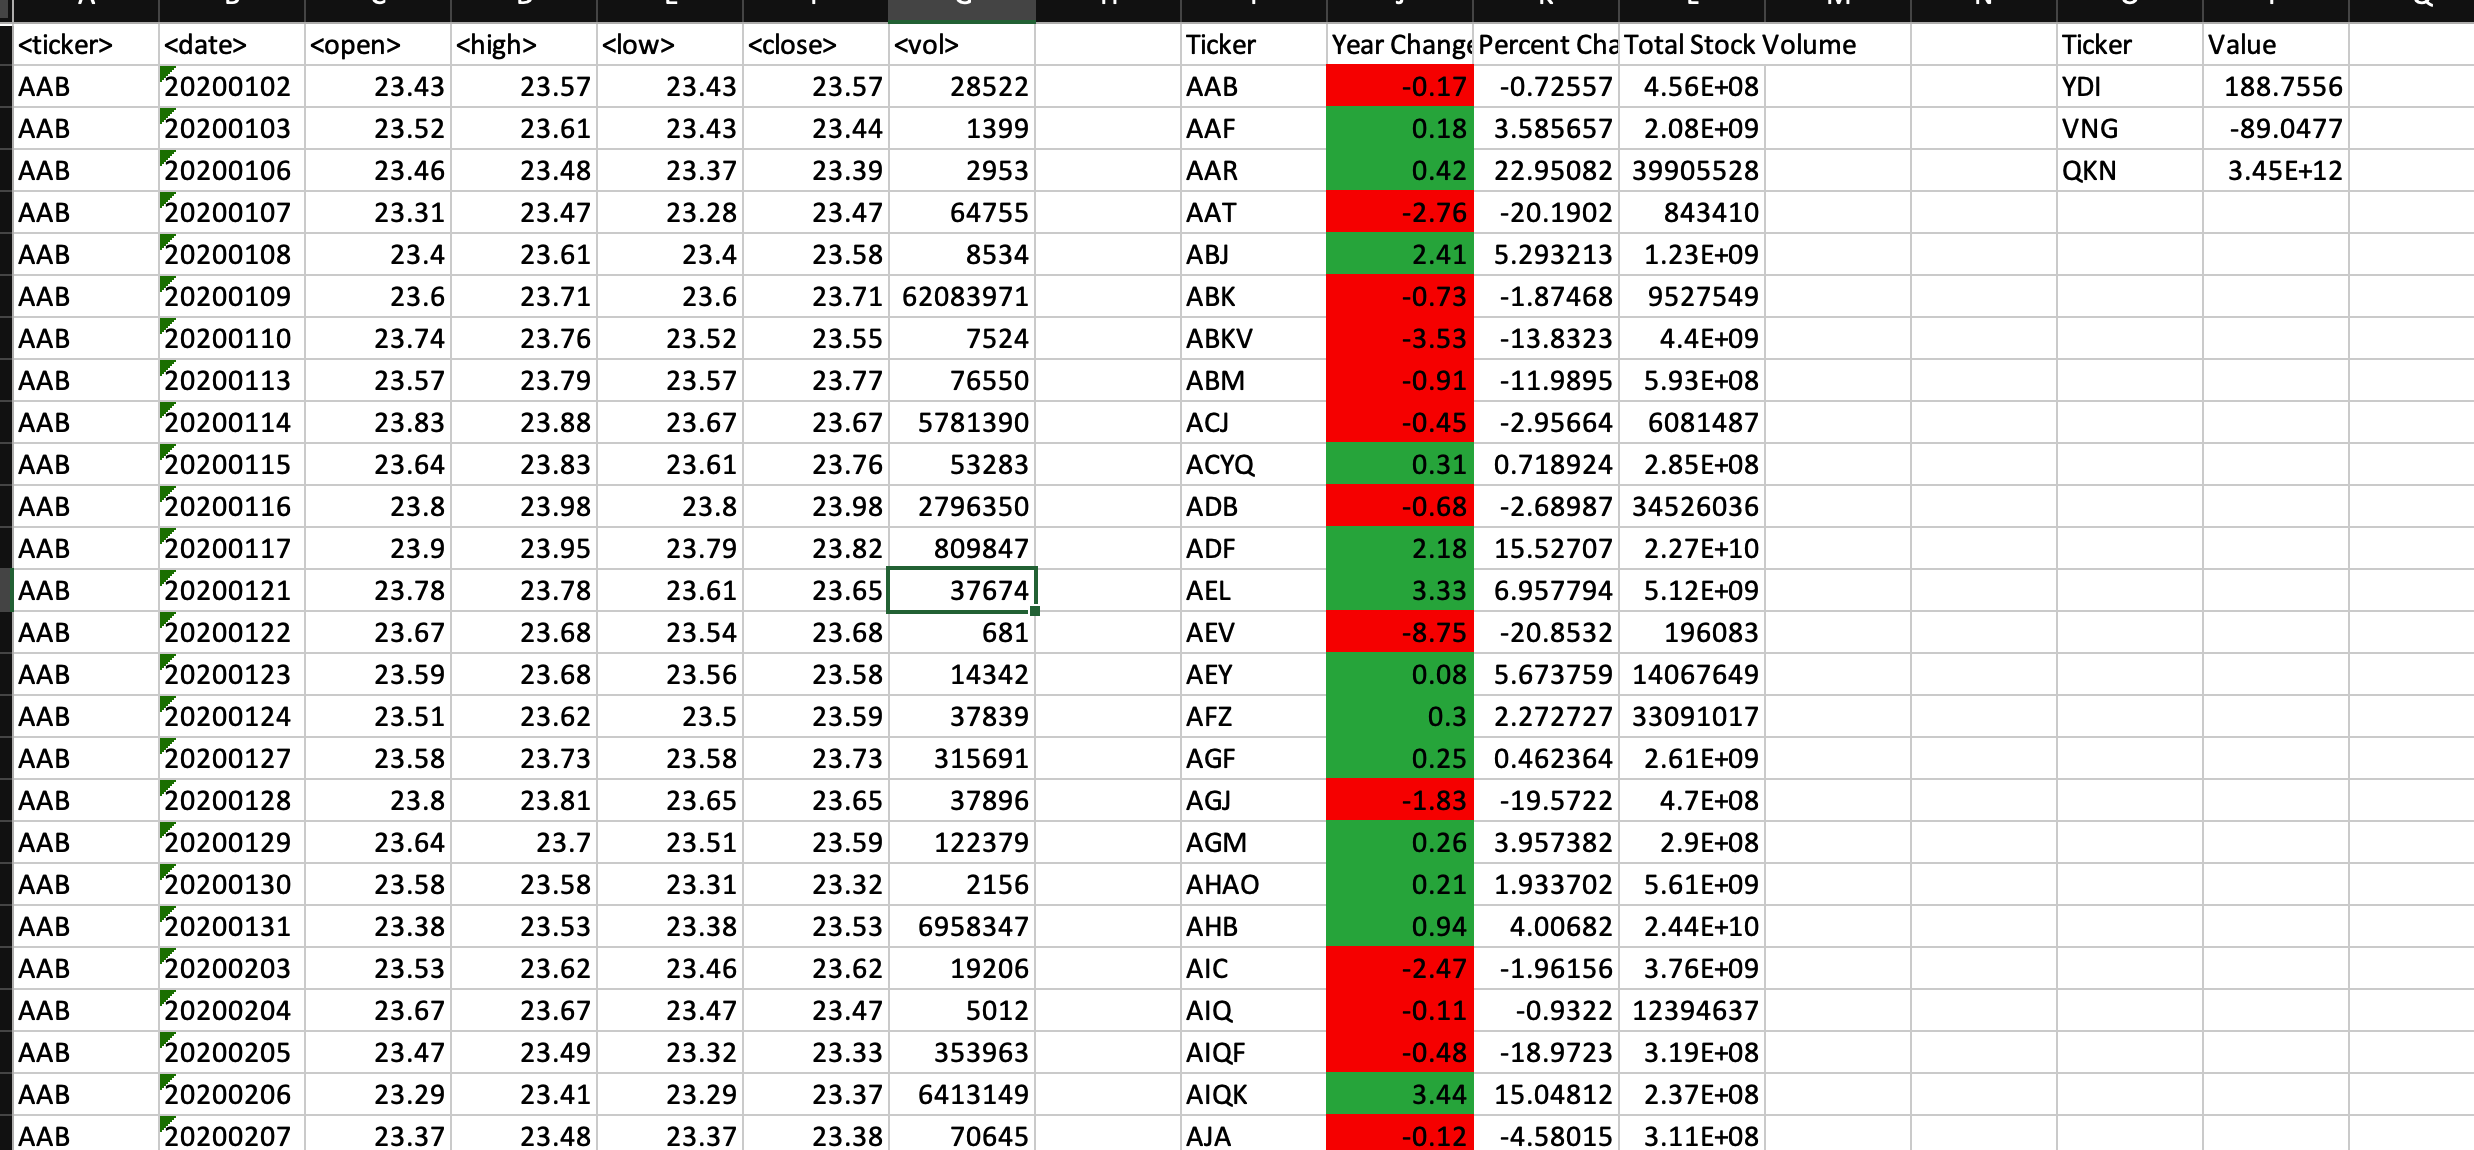 <ticker> <date> <open> <high> <low> <close> <vol> Ticker Year Change Percent Cha Total Stock Volume Ticker Value
AAB 20200102 23.43 23.57 23.43 23.57 28522 AAB -0.17 -0.72557 4.56E+08 YDI 188.7556
AAB 20200103 23.52 23.61 23.43 23.44 1399 AAF 0.18 3.585657 2.08E+09 VNG -89.0477
AAB 20200106 23.46 23.48 23.37 23.39 2953 AAR 0.42 22.95082 39905528 QKN 3.45E+12
AAB 20200107 23.31 23.47 23.28 23.47 64755 AAT -2.76 -20.1902 843410
AAB 20200108 23.4 23.61 23.4 23.58 8534 ABJ 2.41 5.293213 1.23E+09
AAB 20200109 23.6 23.71 23.6 23.71 62083971 ABK -0.73 -1.87468 9527549
AAB 20200110 23.74 23.76 23.52 23.55 7524 ABKV -3.53 -13.8323 4.4E+09
AAB 20200113 23.57 23.79 23.57 23.77 76550 ABM -0.91 -11.9895 5.93E+08
AAB 20200114 23.83 23.88 23.67 23.67 5781390 ACJ -0.45 -2.95664 6081487
AAB 20200115 23.64 23.83 23.61 23.76 53283 ACYQ 0.31 0.718924 2.85E+08
AAB 20200116 23.8 23.98 23.8 23.98 2796350 ADB -0.68 -2.68987 34526036
AAB 20200117 23.9 23.95 23.79 23.82 809847 ADF 2.18 15.52707 2.27E+10
AAB 20200121 23.78 23.78 23.61 23.65 37674 AEL 3.33 6.957794 5.12E+09
AAB 20200122 23.67 23.68 23.54 23.68 681 AEV -8.75 -20.8532 196083
AAB 20200123 23.59 23.68 23.56 23.58 14342 AEY 0.08 5.673759 14067649
AAB 20200124 23.51 23.62 23.5 23.59 37839 AFZ 0.3 2.272727 33091017
AAB 20200127 23.58 23.73 23.58 23.73 315691 AGF 0.25 0.462364 2.61E+09
AAB 20200128 23.8 23.81 23.65 23.65 37896 AGJ -1.83 -19.5722 4.7E+08
AAB 20200129 23.64 23.7 23.51 23.59 122379 AGM 0.26 3.957382 2.9E+08
AAB 20200130 23.58 23.58 23.31 23.32 2156 AHAO 0.21 1.933702 5.61E+09
AAB 20200131 23.38 23.53 23.38 23.53 6958347 AHB 0.94 4.00682 2.44E+10
AAB 20200203 23.53 23.62 23.46 23.62 19206 AIC -2.47 -1.96156 3.76E+09
AAB 20200204 23.67 23.67 23.47 23.47 5012 AIQ -0.11 -0.9322 12394637
AAB 20200205 23.47 23.49 23.32 23.33 353963 AIQF -0.48 -18.9723 3.19E+08
AAB 20200206 23.29 23.41 23.29 23.37 6413149 AIQK 3.44 15.04812 2.37E+08
AAB 20200207 23.37 23.48 23.37 23.38 70645 AJA -0.12 -4.58015 3.11E+08